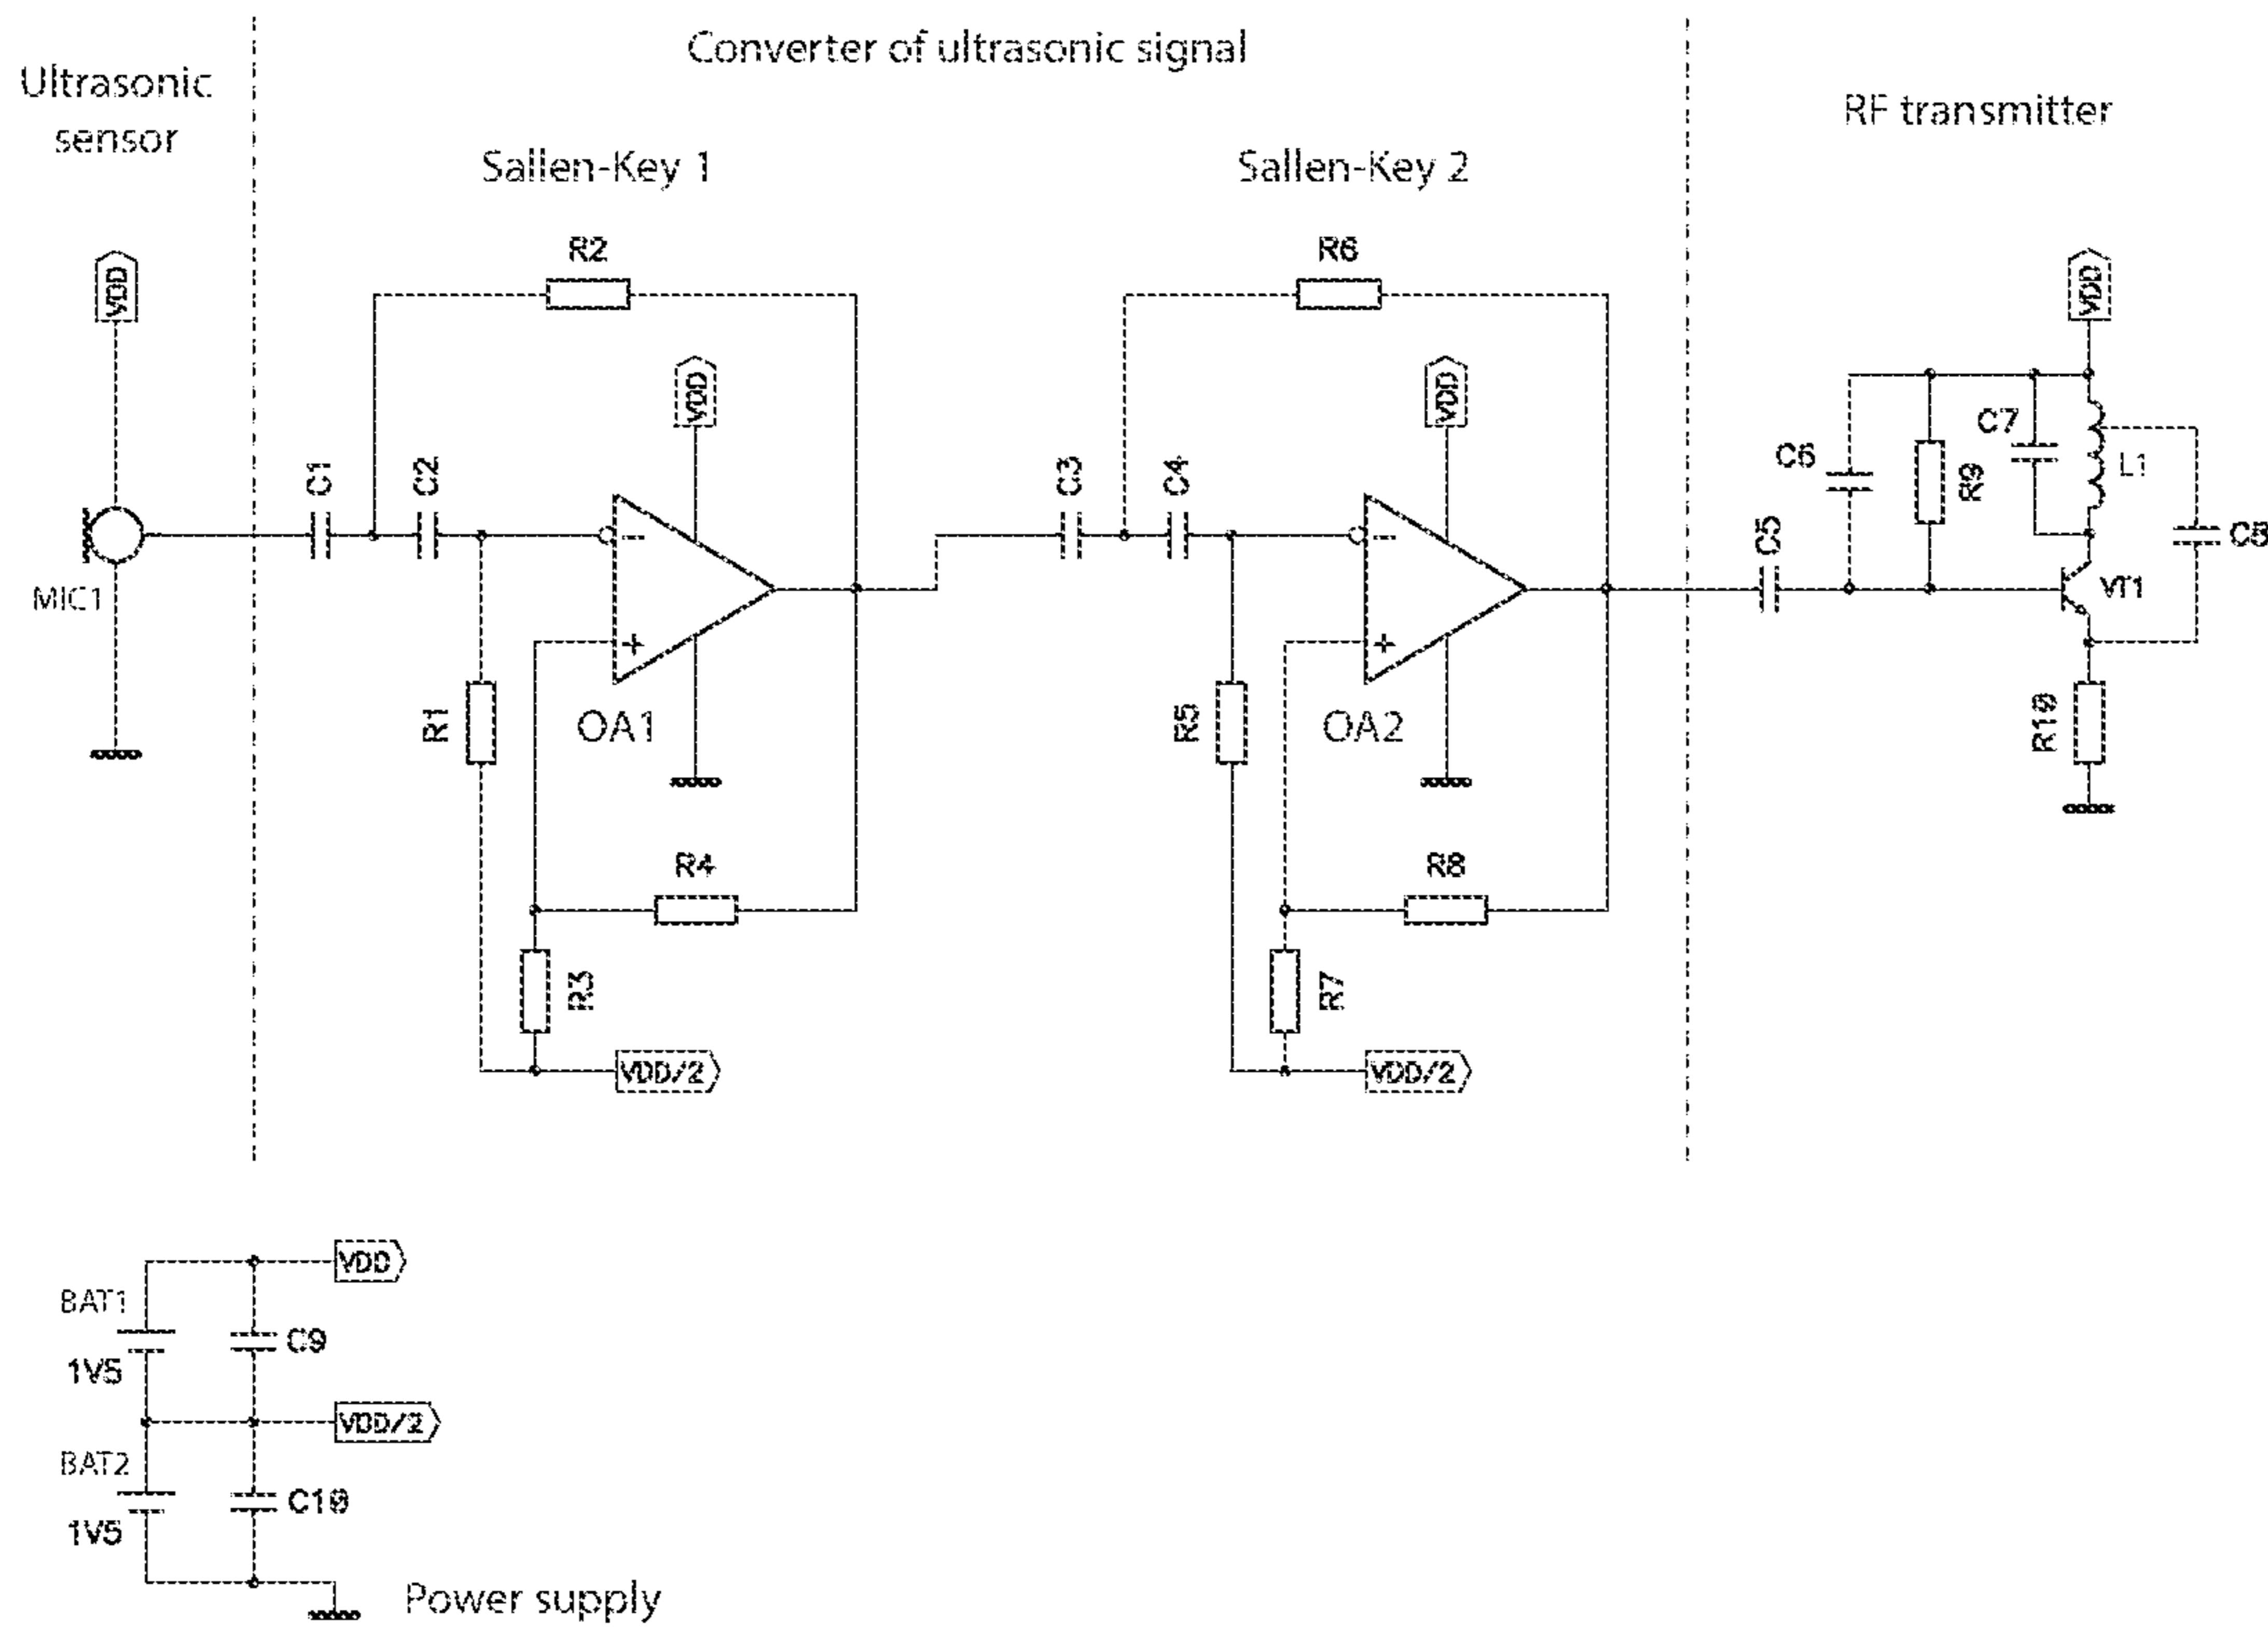 Converter of ultrasonic signal
Ultrasonic
sensor
RF transmitter
Sallen-Key 1
Sallen-Key 2
R2
R6
VDD
VDD
VDD
VDD
C1
C2
C3
C4
C5
C6
R9
C7
L1
C8
MIC1
VT1
R1
OA1
R5
OA2
R10
R4
R8
R3
R7
VDD/2
VDD/2
VDD
BAT1
C9
1V5
VDD/2
BAT2
C10
1V5
Power supply
-
+
-
+